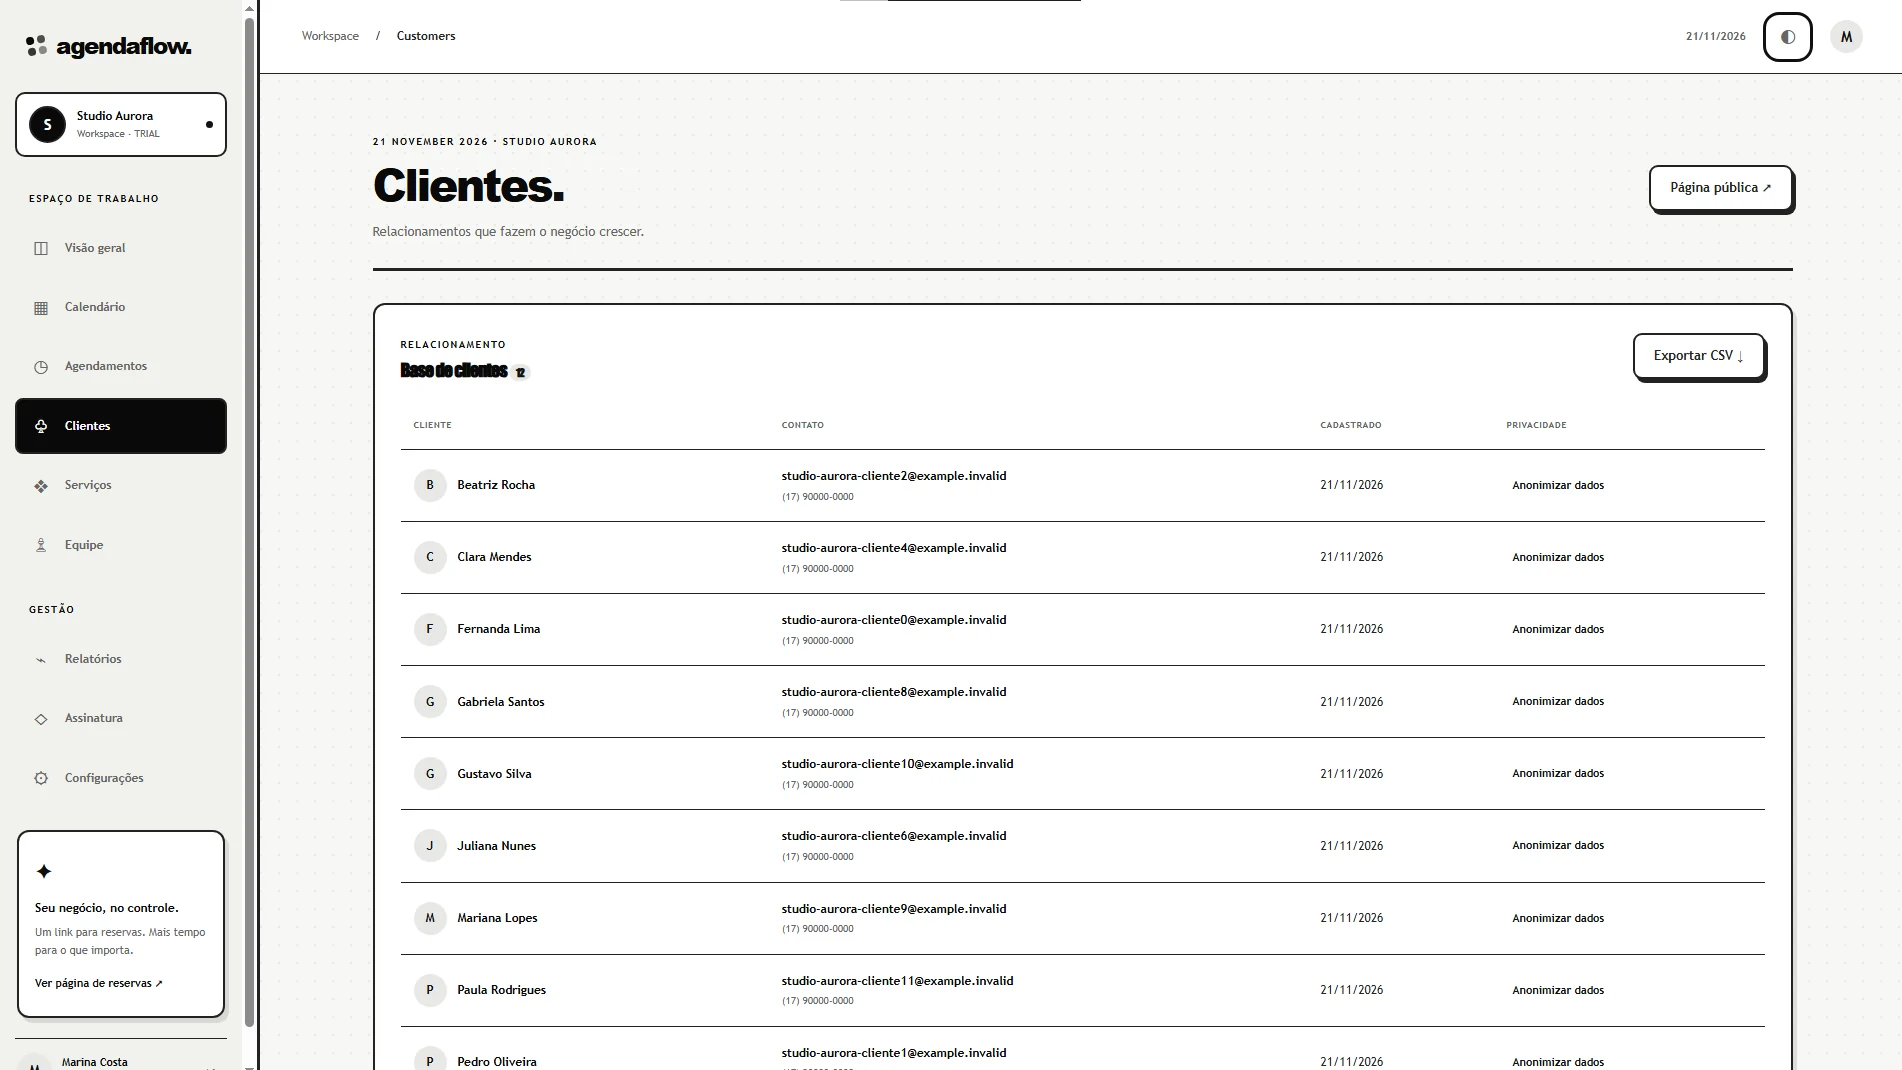 agendaflow.
S
Studio Aurora
Workspace · TRIAL
ESPAÇO DE TRABALHO
Visão geral
Calendário
Agendamentos
Clientes
Serviços
Equipe
GESTÃO
Relatórios
Assinatura
Configurações
Seu negócio, no controle.
Um link para reservas. Mais tempo
para o que importa.
Ver página de reservas ↗
Marina Costa
Workspace / Customers
21/11/2026
M
21 NOVEMBER 2026 · STUDIO AURORA
Clientes.
Relacionamentos que fazem o negócio crescer.
Página pública ↗
RELACIONAMENTO
Base de clientes 12
Exportar CSV ↓
CLIENTE CONTATO CADASTRADO PRIVACIDADE
B Beatriz Rocha studio-aurora-cliente2@example.invalid 21/11/2026 Anonimizar dados
(17) 90000-0000
C Clara Mendes studio-aurora-cliente4@example.invalid 21/11/2026 Anonimizar dados
(17) 90000-0000
F Fernanda Lima studio-aurora-cliente0@example.invalid 21/11/2026 Anonimizar dados
(17) 90000-0000
G Gabriela Santos studio-aurora-cliente8@example.invalid 21/11/2026 Anonimizar dados
(17) 90000-0000
G Gustavo Silva studio-aurora-cliente10@example.invalid 21/11/2026 Anonimizar dados
(17) 90000-0000
J Juliana Nunes studio-aurora-cliente6@example.invalid 21/11/2026 Anonimizar dados
(17) 90000-0000
M Mariana Lopes studio-aurora-cliente9@example.invalid 21/11/2026 Anonimizar dados
(17) 90000-0000
P Paula Rodrigues studio-aurora-cliente11@example.invalid 21/11/2026 Anonimizar dados
(17) 90000-0000
P Pedro Oliveira studio-aurora-cliente1@example.invalid 21/11/2026 Anonimizar dados